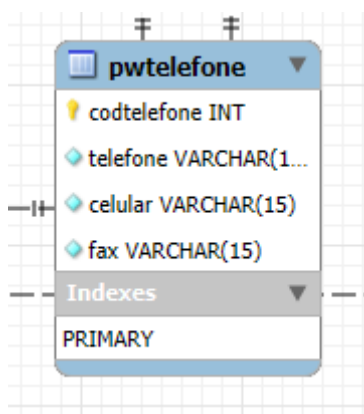 pwtelefone
codtelefone INT
telefone VARCHAR(1...
celular VARCHAR(15)
fax VARCHAR(15)
Indexes
PRIMARY